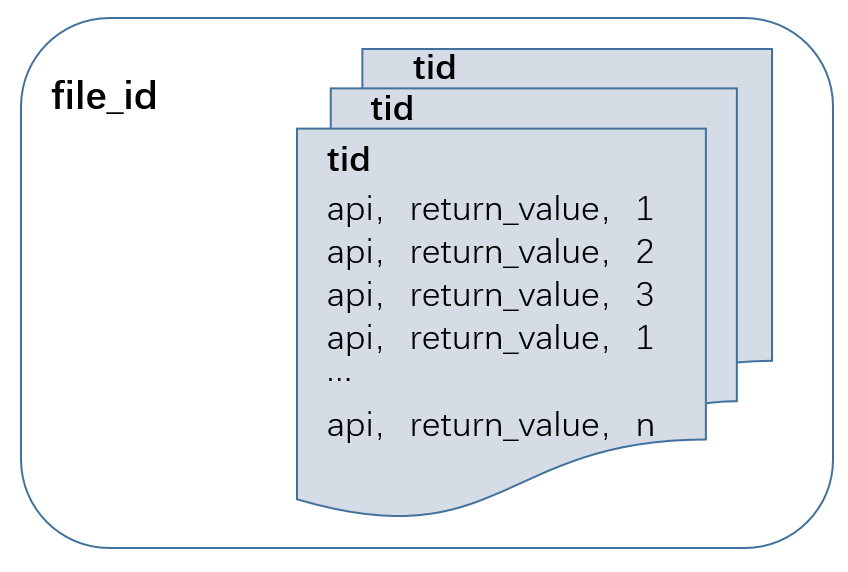 file_id
tid
tid
tid
api, return_value, 1
api, return_value, 2
api, return_value, 3
api, return_value, 1
...
api, return_value, n